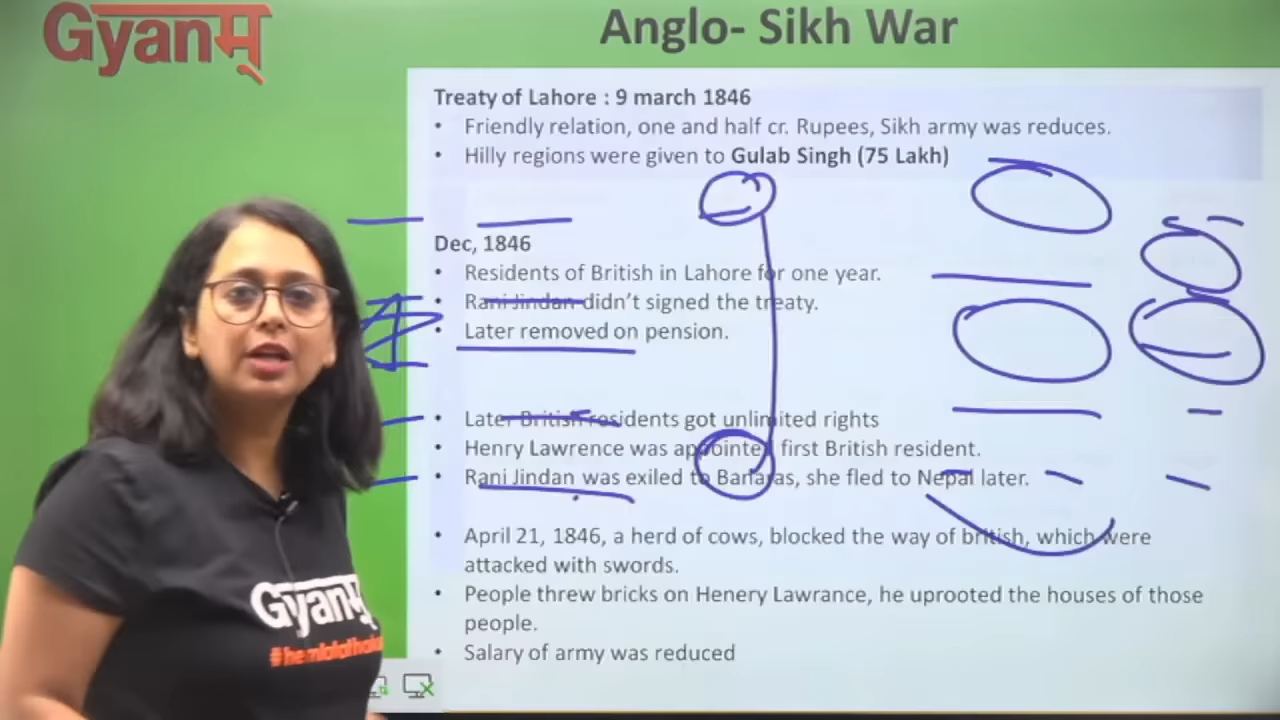 Gyanम्
Anglo- Sikh War
Treaty of Lahore : 9 march 1846
• Friendly relation, one and half cr. Rupees, Sikh army was reduces.
• Hilly regions were given to Gulab Singh (75 Lakh)
Dec, 1846
• Residents of British in Lahore for one year.
• Rani Jindan didn't signed the treaty.
• Later removed on pension.
• Later British residents got unlimited rights
• Henry Lawrence was appointed first British resident.
• Rani Jindan was exiled to Banaras, she fled to Nepal later.
• April 21, 1846, a herd of cows, blocked the way of british, which were
attacked with swords.
• People threw bricks on Henery Lawrance, he uprooted the houses of those
people.
• Salary of army was reduced
Gyanम्